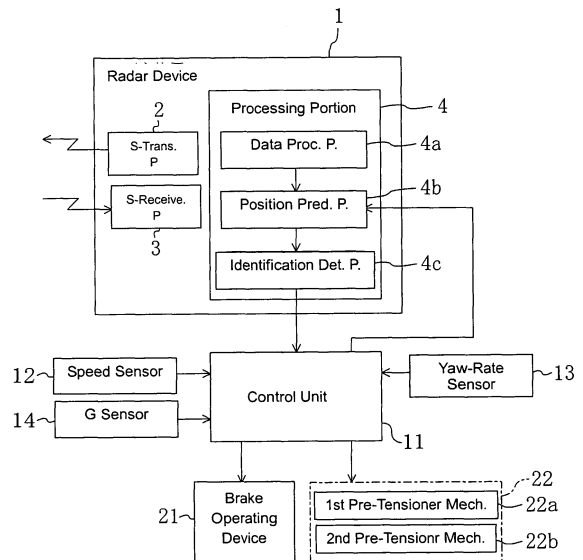 1
Radar Device
2
S-Trans.
P
S-Receive.
P
3
Processing Portion
4
Data Proc. P.
4a
Position Pred. P.
4b
Identification Det. P.
4c
12
Speed Sensor
14
G Sensor
Control Unit
11
Yaw-Rate
Sensor
13
21
Brake
Operating
Device
22
1st Pre-Tensioner Mech.
22a
2nd Pre-Tensionr Mech.
22b